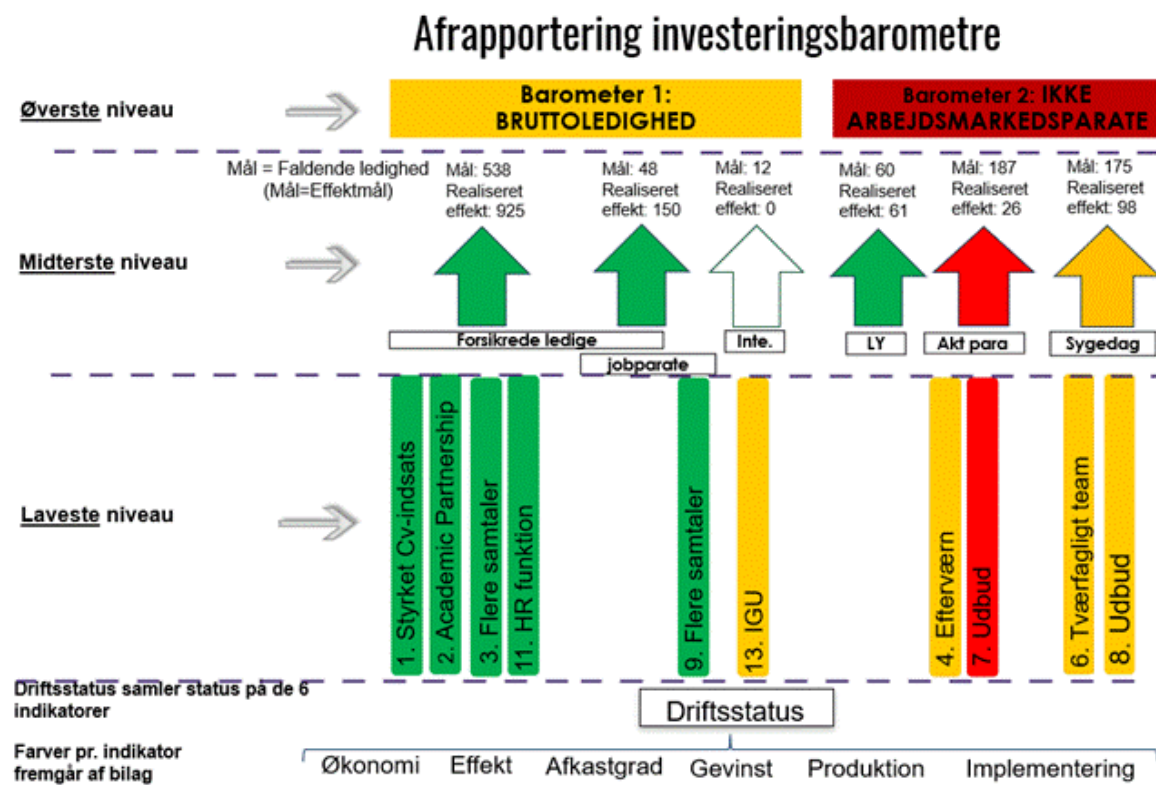 Afrapportering investeringsbarometre
Øverste niveau
Barometer 1:
BRUTTOLEDIGHED
Barometer 2: IKKE
ARBEJDSMARKEDSPARATE
Mål = Faldende ledighed
(Mål=Effektmål)
Mål: 538
Realiseret
effekt: 925
Mål: 48
Realiseret
effekt: 150
Mål: 12
Realiseret
effekt: 0
Mål: 60
Realiseret
effekt: 61
Mål: 187
Realiseret
effekt: 26
Mål: 175
Realiseret
effekt: 98
Midterste niveau
Forsikrede ledige
jobparate
Inte.
LY
Akt para
Sygedag
Laveste niveau
1. Styrket Cv-indsats
2. Academic Partnership
3. Flere samtaler
11. HR funktion
9. Flere samtaler
13. IGU
4. Efterværn
7. Udbud
6. Tværfagligt team
8. Udbud
Driftsstatus samler status på de 6
indikatorer
Driftsstatus
Farver pr. indikator
fremgår af bilag
Økonomi
Effekt
Afkastgrad
Gevinst
Produktion
Implementering